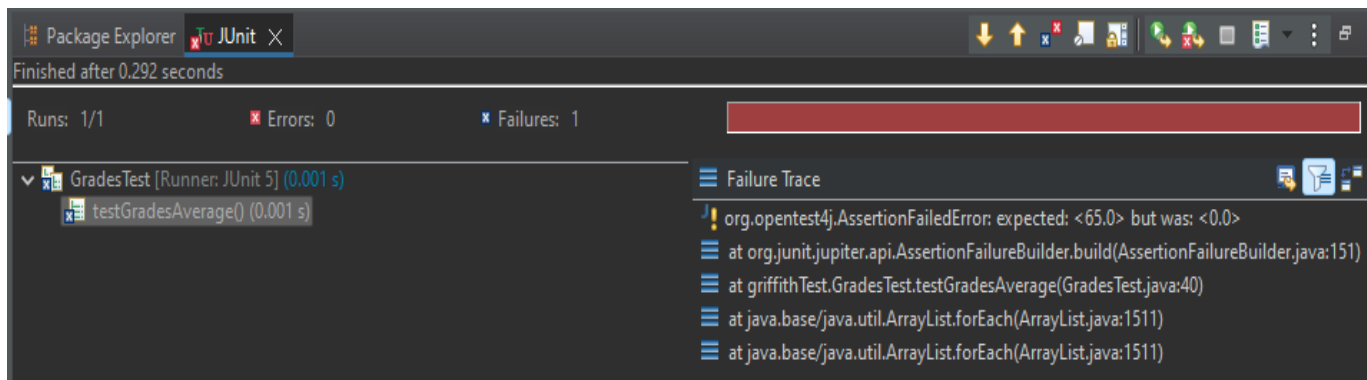 Package Explorer JUnit
Finished after 0.292 seconds
Runs: 1/1 Errors: 0 Failures: 1
GradesTest [Runner: JUnit 5] (0.001 s)
testGradesAverage() (0.001 s)
Failure Trace
org.opentest4j.AssertionFailedError: expected: <65.0> but was: <0.0>
at org.junit.jupiter.api.AssertionFailureBuilder.build(AssertionFailureBuilder.java:151)
at griffithTest.GradesTest.testGradesAverage(GradesTest.java:40)
at java.base/java.util.ArrayList.forEach(ArrayList.java:1511)
at java.base/java.util.ArrayList.forEach(ArrayList.java:1511)